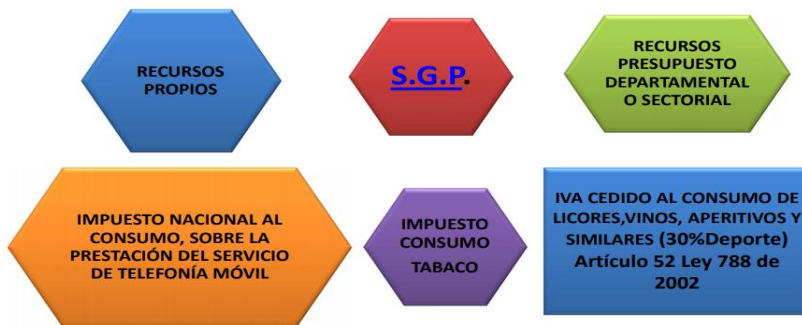 RECURSOS
PROPIOS
S.G.P.
RECURSOS
PRESUPUESTO
DEPARTAMENTAL
O SECTORIAL
IMPUESTO NACIONAL AL
CONSUMO, SOBRE LA
PRESTACIÓN DEL SERVICIO
DE TELEFONÍA MÓVIL
IMPUESTO
CONSUMO
TABACO
IVA CEDIDO AL CONSUMO DE
LICORES,VINOS, APERITIVOS Y
SIMILARES (30%Deporte)
Artículo 52 Ley 788 de
2002